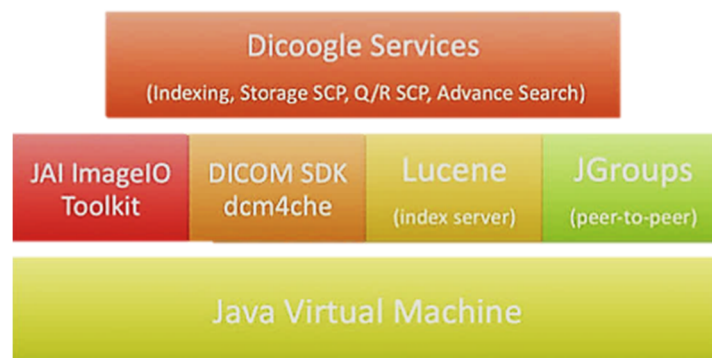 Dicoogle Services
(Indexing, Storage SCP, Q/R SCP, Advance Search)
JAI ImageIO
Toolkit
DICOM SDK
dcm4che
Lucene
(index server)
JGroups
(peer-to-peer)
Java Virtual Machine